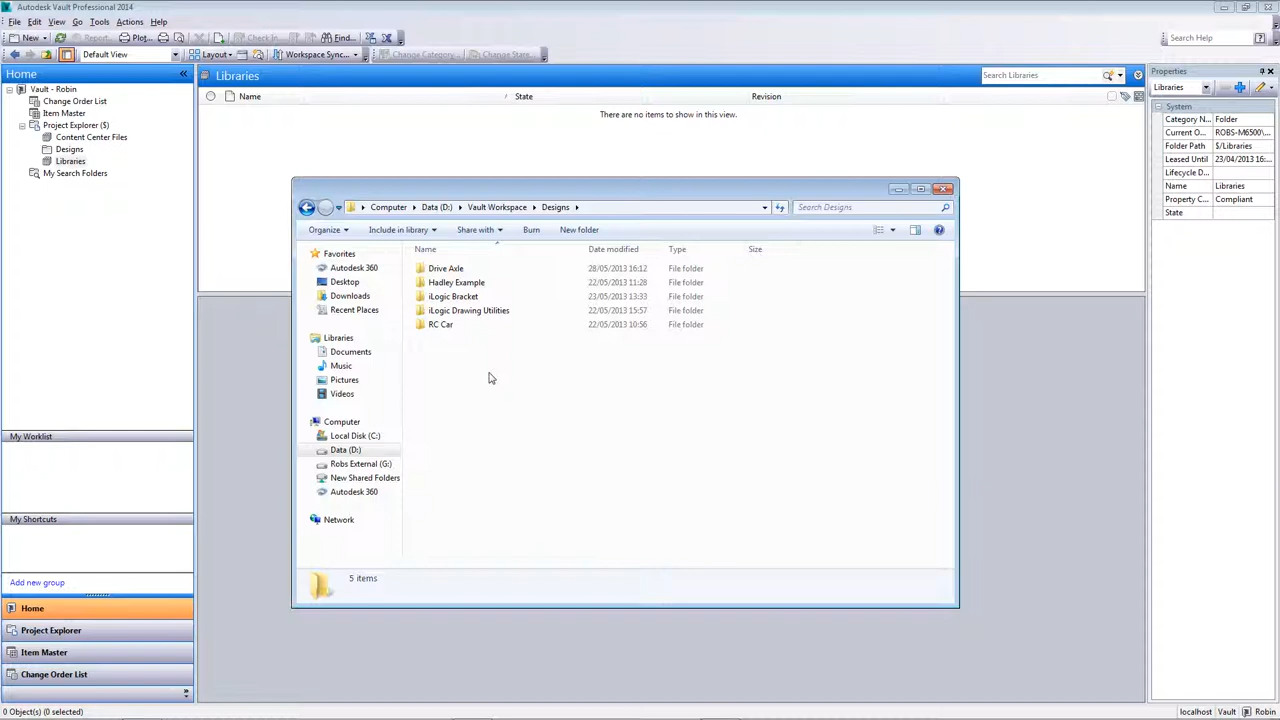 Autodesk Vault Professional 2014
File Edit View Go Tools Actions Help
New Report... Plot... Check In... Find...
Search Help
Default View Layout Workspace Sync... Change Category... Change State...
Home
Vault - Robin
Change Order List
Item Master
Project Explorer ($)
Content Center Files
Designs
Libraries
My Search Folders
My Worklist
My Shortcuts
Add new group
Home
Project Explorer
Item Master
Change Order List
0 Object(s) (0 selected)
Libraries
Search Libraries
Name State Revision
There are no items to show in this view.
Computer Data (D:) Vault Workspace Designs
Search Designs
Organize Include in library Share with Burn New folder
Favorites
Autodesk 360
Desktop
Downloads
Recent Places
Libraries
Documents
Music
Pictures
Videos
Computer
Local Disk (C:)
Data (D:)
Robs External (G:)
New Shared Folders
Autodesk 360
Network
Name Date modified Type Size
Drive Axle 28/05/2013 16:12 File folder
Hadley Example 22/05/2013 11:28 File folder
iLogic Bracket 23/05/2013 13:33 File folder
iLogic Drawing Utilities 22/05/2013 15:57 File folder
RC Car 22/05/2013 10:56 File folder
5 items
Properties
Libraries
System
Category N... Folder
Current O... ROBS-M6500\...
Folder Path $/Libraries
Leased Until 23/04/2013 16:...
Lifecycle D...
Name Libraries
Property C... Compliant
State
localhost Vault Robin